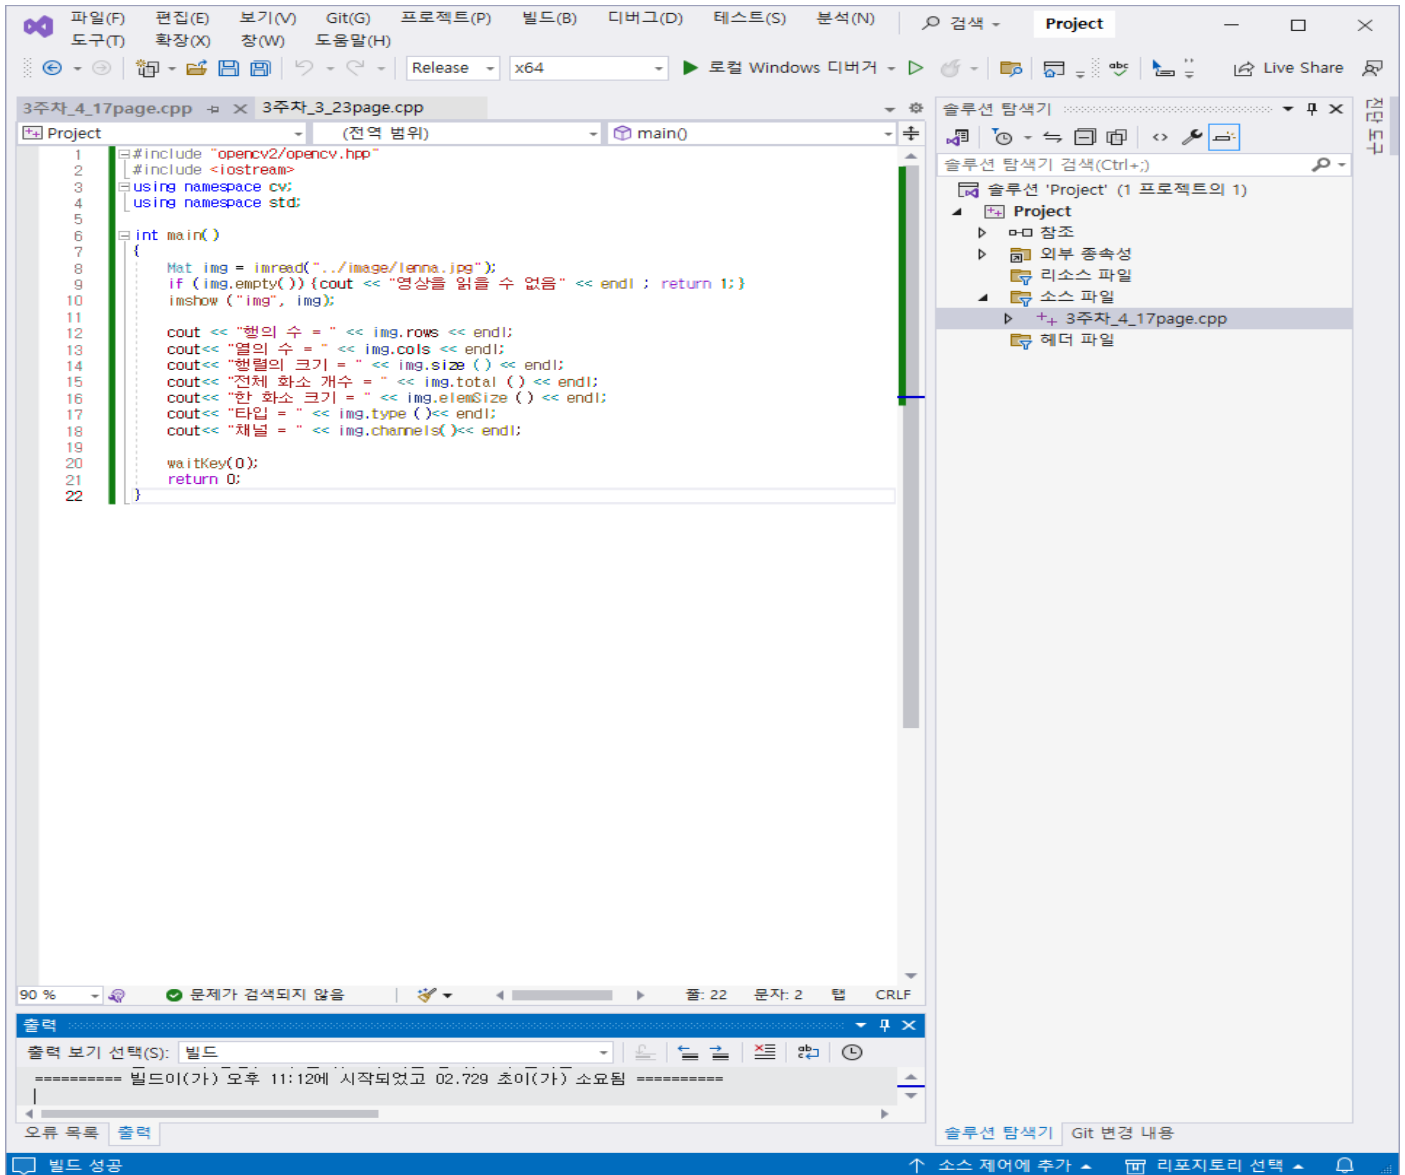 파일(F) 편집(E) 보기(V) Git(G) 프로젝트(P) 빌드(B) 디버그(D) 테스트(S) 분석(N) 검색 Project
도구(T) 확장(X) 창(W) 도움말(H)
Release x64 로컬 Windows 디버거 Live Share
3주차_4_17page.cpp 3주차_3_23page.cpp
Project (전역 범위) main()
1 #include "opencv2/opencv.hpp"
2 #include <iostream>
3 using namespace cv;
4 using namespace std;
5
6 int main()
7 {
8 Mat img = imread("../image/lenna.jpg");
9 if (img.empty()) {cout << "영상을 읽을 수 없음" << endl ; return 1;}
10 imshow ("img", img);
11
12 cout << "행의 수 = " << img.rows << endl;
13 cout<< "열의 수 = " << img.cols << endl;
14 cout<< "행렬의 크기 = " << img.size () << endl;
15 cout<< "전체 화소 개수 = " << img.total () << endl;
16 cout<< "한 화소 크기 = " << img.elemSize () << endl;
17 cout<< "타입 = " << img.type ()<< endl;
18 cout<< "채널 = " << img.channels()<< endl;
19
20 waitKey(0);
21 return 0;
22 }
90 % 문제가 검색되지 않음 줄: 22 문자: 2 탭 CRLF
출력
출력 보기 선택(S): 빌드
========== 빌드이(가) 오후 11:12에 시작되었고 02.729 초이(가) 소요됨 ==========
오류 목록 출력
솔루션 탐색기
솔루션 탐색기 검색(Ctrl+;)
솔루션 'Project' (1 프로젝트의 1)
Project
참조
외부 종속성
리소스 파일
소스 파일
3주차_4_17page.cpp
헤더 파일
진단 도구
솔루션 탐색기 Git 변경 내용
빌드 성공 소스 제어에 추가 리포지토리 선택